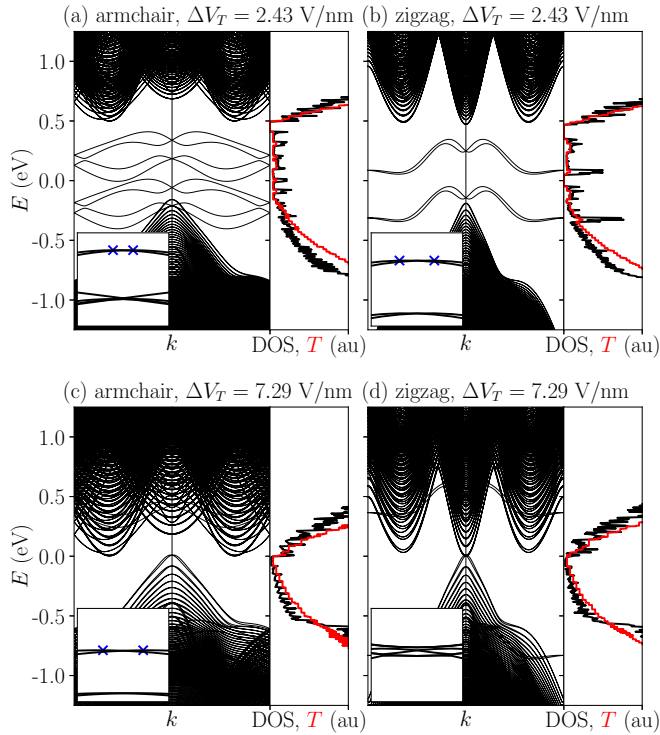 (a) armchair, ΔV_T = 2.43 V/nm
(b) zigzag, ΔV_T = 2.43 V/nm
1.0
0.5
0.0
-0.5
-1.0
E (eV)
k
DOS, T (au)
k
DOS, T (au)
(c) armchair, ΔV_T = 7.29 V/nm
(d) zigzag, ΔV_T = 7.29 V/nm
1.0
0.5
0.0
-0.5
-1.0
E (eV)
k
DOS, T (au)
k
DOS, T (au)